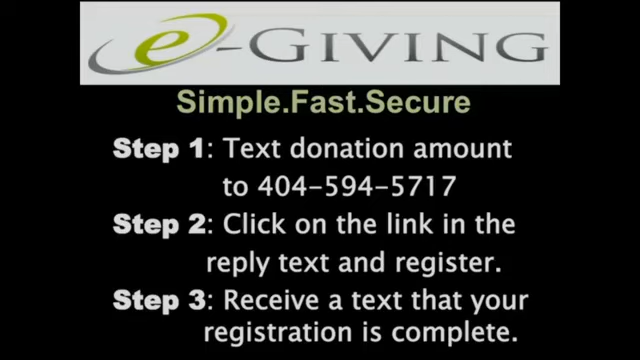 e-GIVING
Simple.Fast.Secure
Step 1: Text donation amount
to 404-594-5717
Step 2: Click on the link in the
reply text and register.
Step 3: Receive a text that your
registration is complete.